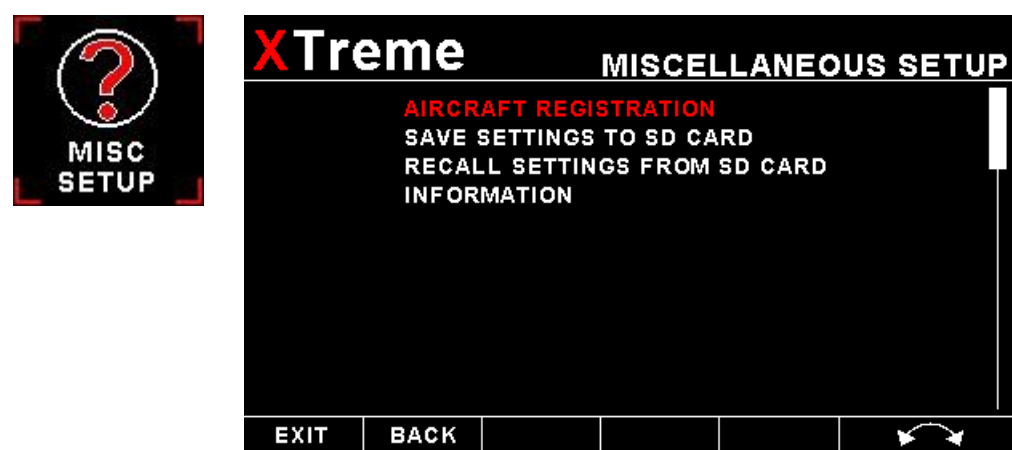 MISC
SETUP
XTreme
MISCELLANEOUS SETUP
AIRCRAFT REGISTRATION
SAVE SETTINGS TO SD CARD
RECALL SETTINGS FROM SD CARD
INFORMATION
EXIT BACK